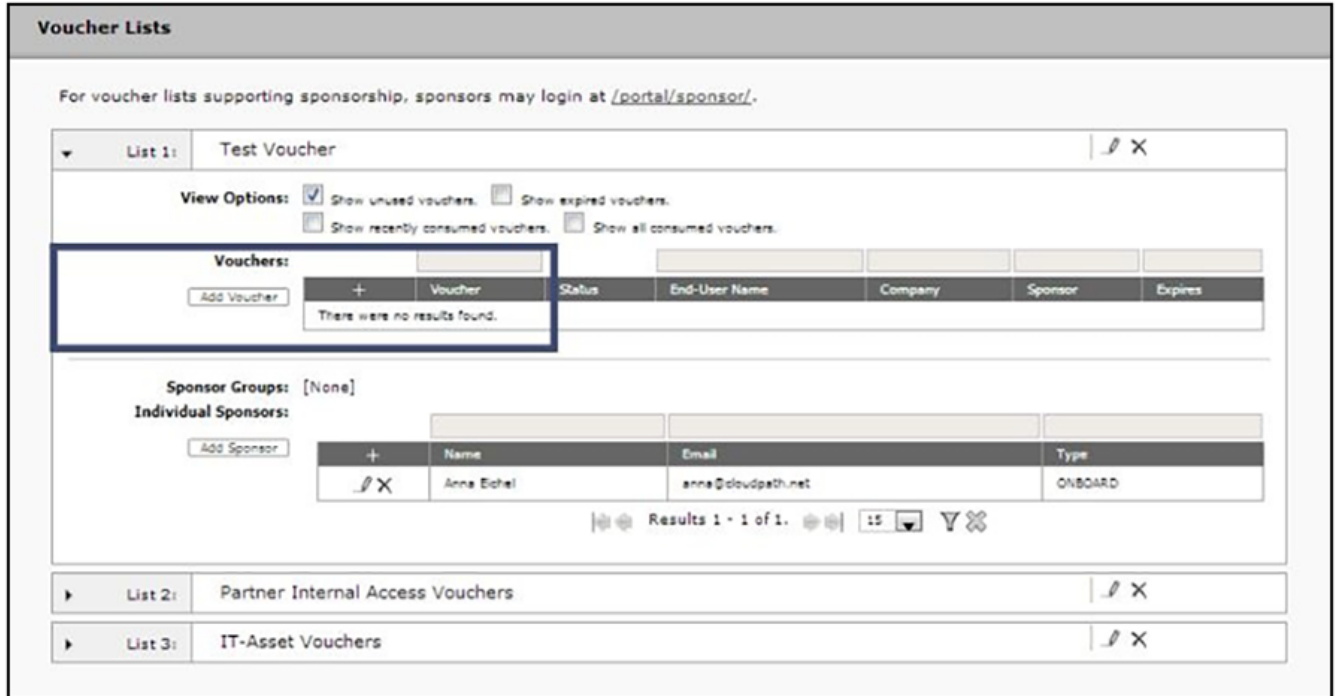 Voucher Lists
For voucher lists supporting sponsorship, sponsors may login at /portal/sponsor/.
List 1: Test Voucher
View Options: Show unused vouchers. Show expired vouchers.
Show recently consumed vouchers. Show all consumed vouchers.
Vouchers:
Add Voucher + Voucher Status End-User Name Company Sponsor Expires
There were no results found.
Sponsor Groups: [None]
Individual Sponsors:
Add Sponsor + Name Email Type
Anna Eichel anna@cloudpath.net ONBOARD
Results 1 - 1 of 1. 15
List 2: Partner Internal Access Vouchers
List 3: IT-Asset Vouchers